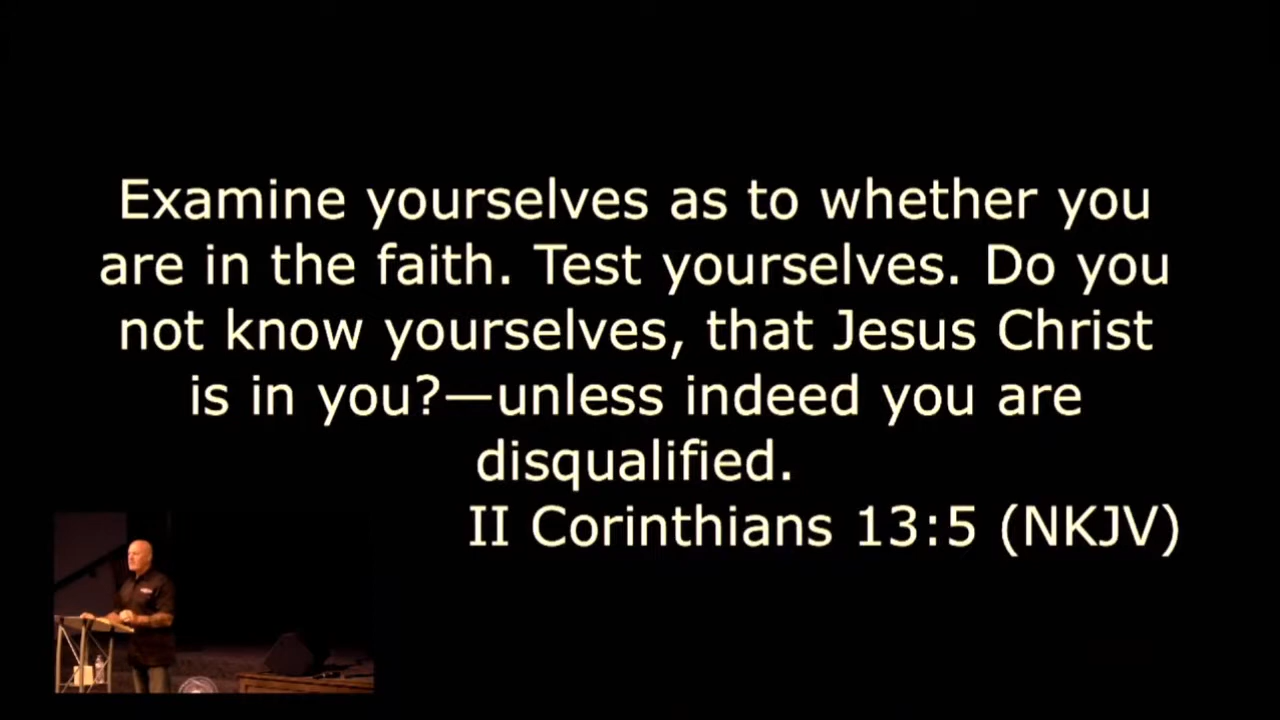 Examine yourselves as to whether you
are in the faith. Test yourselves. Do you
not know yourselves, that Jesus Christ
is in you?—unless indeed you are
disqualified.
II Corinthians 13:5 (NKJV)